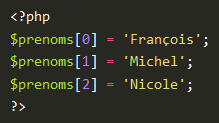 <?php
$prenoms[0] = 'François';
$prenoms[1] = 'Michel';
$prenoms[2] = 'Nicole';
?>